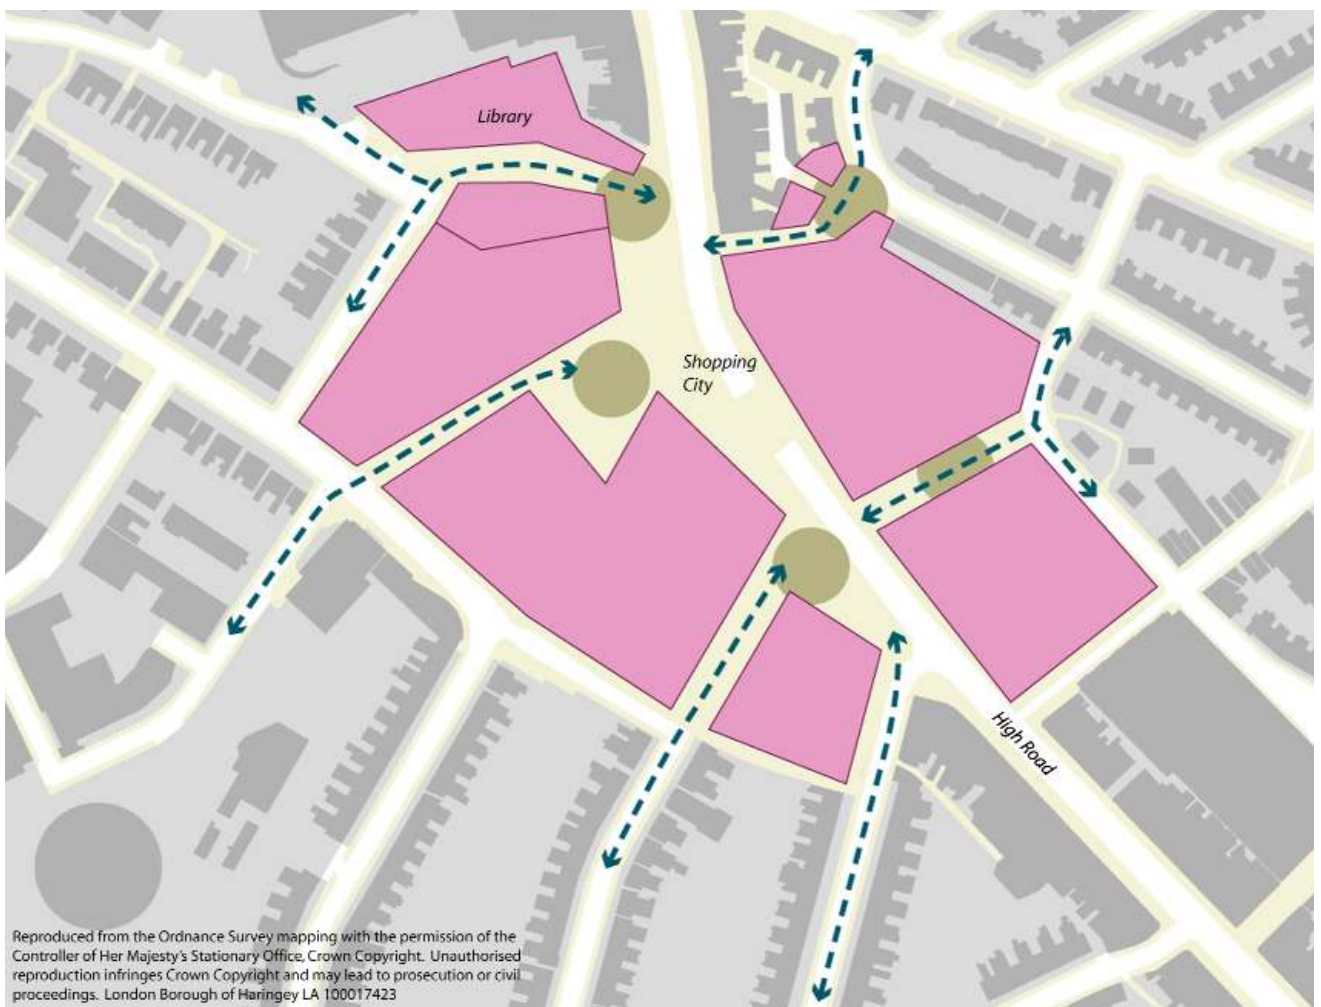 Library
Shopping
City
High Road
Reproduced from the Ordnance Survey mapping with the permission of the
Controller of Her Majesty's Stationary Office, Crown Copyright. Unauthorised
reproduction infringes Crown Copyright and may lead to prosecution or civil
proceedings. London Borough of Haringey LA 100017423